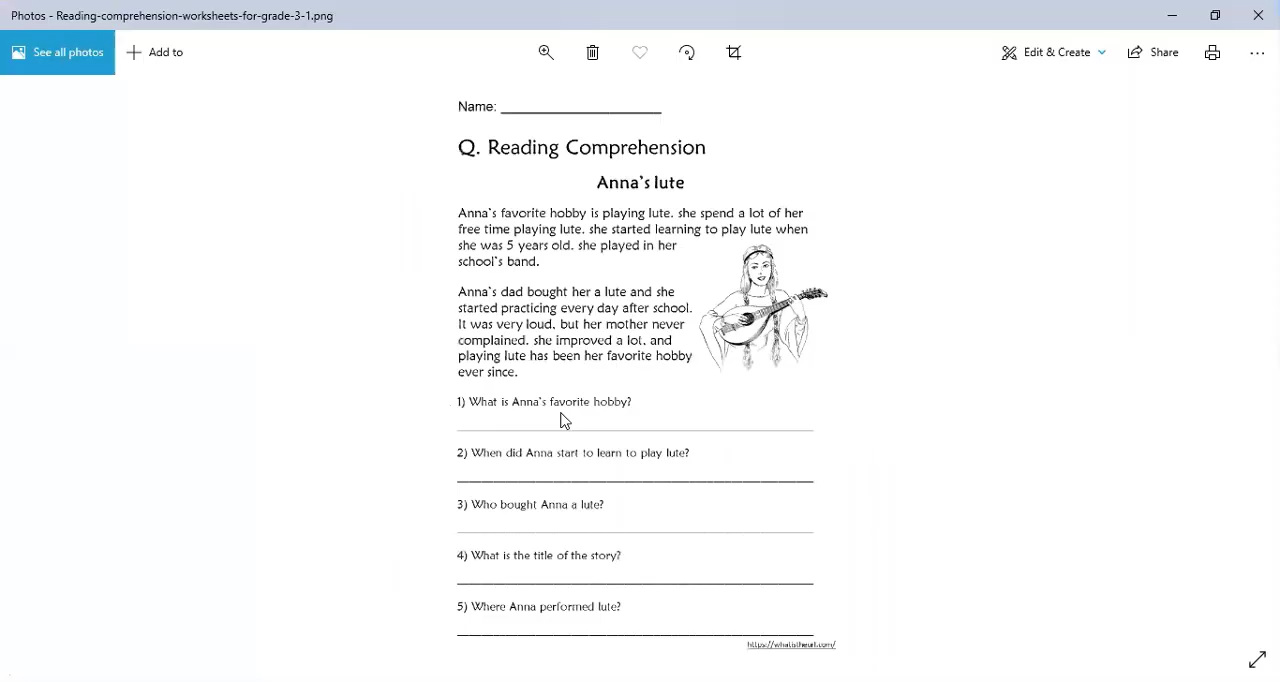 Photos - Reading-comprehension-worksheets-for-grade-3-1.png
See all photos
Add to
Edit & Create
Share
Name: ____________________
Q. Reading Comprehension
Anna's lute
Anna's favorite hobby is playing lute. she spend a lot of her
free time playing lute. she started learning to play lute when
she was 5 years old. she played in her
school's band.
Anna's dad bought her a lute and she
started practicing every day after school.
It was very loud, but her mother never
complained. she improved a lot, and
playing lute has been her favorite hobby
ever since.
1) What is Anna's favorite hobby?
2) When did Anna start to learn to play lute?
3) Who bought Anna a lute?
4) What is the title of the story?
5) Where Anna performed lute?
https://whatistheurl.com/